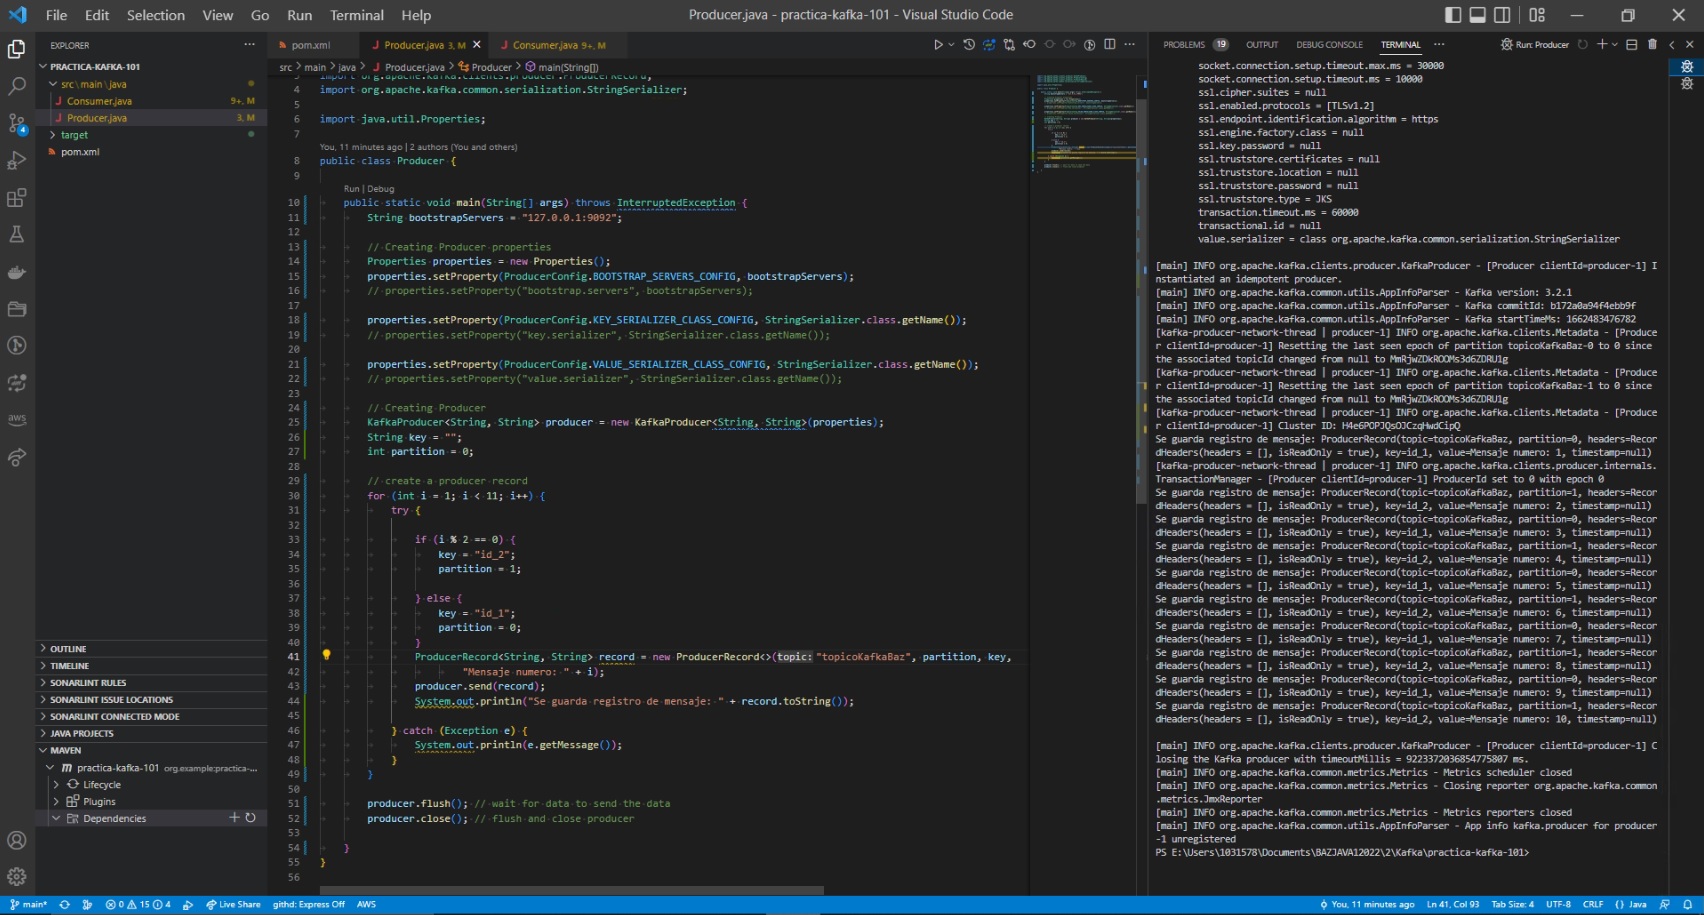 File Edit Selection View Go Run Terminal Help
Producer.java - practica-kafka-101 - Visual Studio Code
EXPLORER
PRACTICA-KAFKA-101
src\main\java
Consumer.java 9+, M
Producer.java 3, M
target
pom.xml
OUTLINE
TIMELINE
SONARLINT RULES
SONARLINT ISSUE LOCATIONS
SONARLINT CONNECTED MODE
JAVA PROJECTS
MAVEN
practica-kafka-101 org.example:practica-...
Lifecycle
Plugins
Dependencies
4
aws
pom.xml Producer.java 3, M Consumer.java 9+, M
src > main > java > Producer.java > Producer > main(String[])
import org.apache.kafka.clients.producer.ProducerRecord;
4 import org.apache.kafka.common.serialization.StringSerializer;
5
6 import java.util.Properties;
7
You, 11 minutes ago | 2 authors (You and others)
8 public class Producer {
9
Run | Debug
10 public static void main(String[] args) throws InterruptedException {
11 String bootstrapServers = "127.0.0.1:9092";
12
13 // Creating Producer properties
14 Properties properties = new Properties();
15 properties.setProperty(ProducerConfig.BOOTSTRAP_SERVERS_CONFIG, bootstrapServers);
16 // properties.setProperty("bootstrap.servers", bootstrapServers);
17
18 properties.setProperty(ProducerConfig.KEY_SERIALIZER_CLASS_CONFIG, StringSerializer.class.getName());
19 // properties.setProperty("key.serializer", StringSerializer.class.getName());
20
21 properties.setProperty(ProducerConfig.VALUE_SERIALIZER_CLASS_CONFIG, StringSerializer.class.getName());
22 // properties.setProperty("value.serializer", StringSerializer.class.getName());
23
24 // Creating Producer
25 KafkaProducer<String, String> producer = new KafkaProducer<String, String>(properties);
26 String key = "";
27 int partition = 0;
28
29 // create a producer record
30 for (int i = 1; i < 11; i++) {
31 try {
32
33 if (i % 2 == 0) {
34 key = "id_2";
35 partition = 1;
36
37 } else {
38 key = "id_1";
39 partition = 0;
40 }
41 ProducerRecord<String, String> record = new ProducerRecord<>(topic: "topicoKafkaBaz", partition, key,
42 "Mensaje numero: " + i);
43 producer.send(record);
44 System.out.println("Se guarda registro de mensaje: " + record.toString());
45
46 } catch (Exception e) {
47 System.out.println(e.getMessage());
48 }
49 }
50
51 producer.flush(); // wait for data to send the data
52 producer.close(); // flush and close producer
53
54 }
55 }
56
PROBLEMS 19 OUTPUT DEBUG CONSOLE TERMINAL ... Run: Producer
socket.connection.setup.timeout.max.ms = 30000
socket.connection.setup.timeout.ms = 10000
ssl.cipher.suites = null
ssl.enabled.protocols = [TLSv1.2]
ssl.endpoint.identification.algorithm = https
ssl.engine.factory.class = null
ssl.key.password = null
ssl.truststore.certificates = null
ssl.truststore.location = null
ssl.truststore.password = null
ssl.truststore.type = JKS
transaction.timeout.ms = 60000
transactional.id = null
value.serializer = class org.apache.kafka.common.serialization.StringSerializer
[main] INFO org.apache.kafka.clients.producer.KafkaProducer - [Producer clientId=producer-1] I
nstantiated an idempotent producer.
[main] INFO org.apache.kafka.common.utils.AppInfoParser - Kafka version: 3.2.1
[main] INFO org.apache.kafka.common.utils.AppInfoParser - Kafka commitId: b172a0a94f4ebb9f
[main] INFO org.apache.kafka.common.utils.AppInfoParser - Kafka startTimeMs: 1662483476782
[kafka-producer-network-thread | producer-1] INFO org.apache.kafka.clients.Metadata - [Produce
r clientId=producer-1] Resetting the last seen epoch of partition topicoKafkaBaz-0 to 0 since
the associated topicId changed from null to MmRjwZDkROOMs3d6ZDRU1g
[kafka-producer-network-thread | producer-1] INFO org.apache.kafka.clients.Metadata - [Produce
r clientId=producer-1] Resetting the last seen epoch of partition topicoKafkaBaz-1 to 0 since
the associated topicId changed from null to MmRjwZDkROOMs3d6ZDRU1g
[kafka-producer-network-thread | producer-1] INFO org.apache.kafka.clients.Metadata - [Produce
r clientId=producer-1] Cluster ID: H4e6POPJQsOJCzqHwdCipQ
Se guarda registro de mensaje: ProducerRecord(topic=topicoKafkaBaz, partition=0, headers=Recor
dHeaders(headers = [], isReadOnly = true), key=id_1, value=Mensaje numero: 1, timestamp=null)
[kafka-producer-network-thread | producer-1] INFO org.apache.kafka.clients.producer.internals.
TransactionManager - [Producer clientId=producer-1] ProducerId set to 0 with epoch 0
Se guarda registro de mensaje: ProducerRecord(topic=topicoKafkaBaz, partition=1, headers=Recor
dHeaders(headers = [], isReadOnly = true), key=id_2, value=Mensaje numero: 2, timestamp=null)
Se guarda registro de mensaje: ProducerRecord(topic=topicoKafkaBaz, partition=0, headers=Recor
dHeaders(headers = [], isReadOnly = true), key=id_1, value=Mensaje numero: 3, timestamp=null)
Se guarda registro de mensaje: ProducerRecord(topic=topicoKafkaBaz, partition=1, headers=Recor
dHeaders(headers = [], isReadOnly = true), key=id_2, value=Mensaje numero: 4, timestamp=null)
Se guarda registro de mensaje: ProducerRecord(topic=topicoKafkaBaz, partition=0, headers=Recor
dHeaders(headers = [], isReadOnly = true), key=id_1, value=Mensaje numero: 5, timestamp=null)
Se guarda registro de mensaje: ProducerRecord(topic=topicoKafkaBaz, partition=1, headers=Recor
dHeaders(headers = [], isReadOnly = true), key=id_2, value=Mensaje numero: 6, timestamp=null)
Se guarda registro de mensaje: ProducerRecord(topic=topicoKafkaBaz, partition=0, headers=Recor
dHeaders(headers = [], isReadOnly = true), key=id_1, value=Mensaje numero: 7, timestamp=null)
Se guarda registro de mensaje: ProducerRecord(topic=topicoKafkaBaz, partition=1, headers=Recor
dHeaders(headers = [], isReadOnly = true), key=id_2, value=Mensaje numero: 8, timestamp=null)
Se guarda registro de mensaje: ProducerRecord(topic=topicoKafkaBaz, partition=0, headers=Recor
dHeaders(headers = [], isReadOnly = true), key=id_1, value=Mensaje numero: 9, timestamp=null)
Se guarda registro de mensaje: ProducerRecord(topic=topicoKafkaBaz, partition=1, headers=Recor
dHeaders(headers = [], isReadOnly = true), key=id_2, value=Mensaje numero: 10, timestamp=null)
[main] INFO org.apache.kafka.clients.producer.KafkaProducer - [Producer clientId=producer-1] C
losing the Kafka producer with timeoutMillis = 9223372036854775807 ms.
[main] INFO org.apache.kafka.common.metrics.Metrics - Metrics scheduler closed
[main] INFO org.apache.kafka.common.metrics.Metrics - Closing reporter org.apache.kafka.common
.metrics.JmxReporter
[main] INFO org.apache.kafka.common.metrics.Metrics - Metrics reporters closed
[main] INFO org.apache.kafka.common.utils.AppInfoParser - App info kafka.producer for producer
-1 unregistered
PS E:\Users\1031578\Documents\BAZJAVA12022\2\Kafka\practica-kafka-101>
main* 0 15 4 Live Share githd: Express Off AWS You, 11 minutes ago Ln 41, Col 93 Tab Size: 4 UTF-8 CRLF {} Java